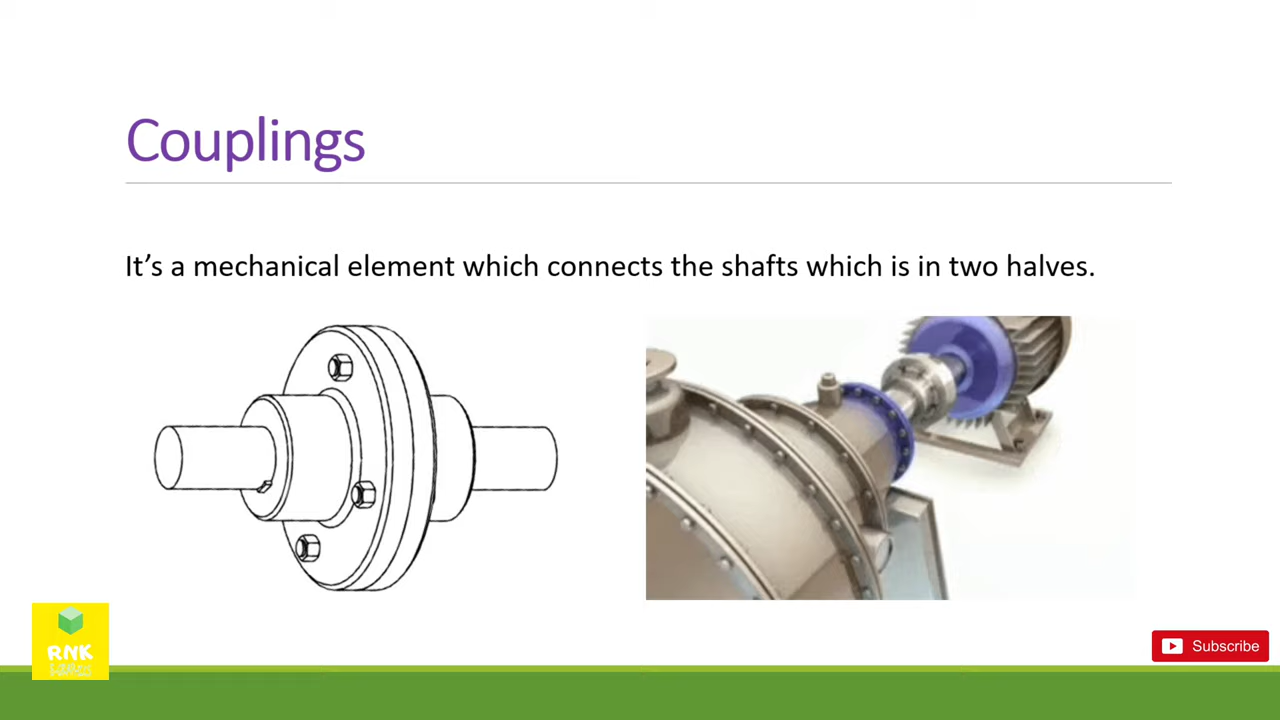 Couplings
It’s a mechanical element which connects the shafts which is in two halves.
RNK
Subscribe